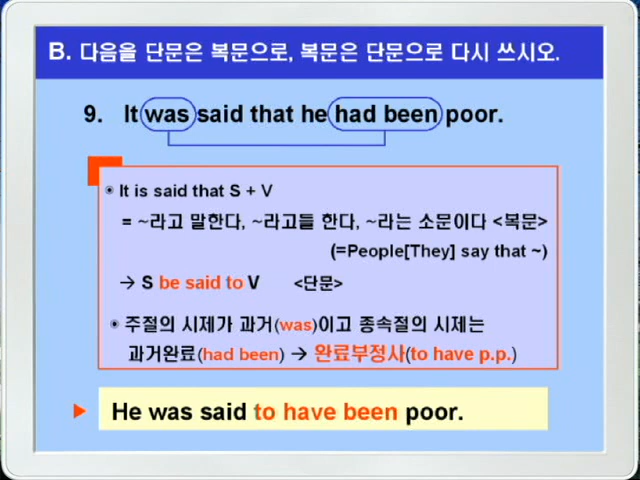 B. 다음을 단문은 복문으로, 복문은 단문으로 다시 쓰시오.
9. It was said that he had been poor.
◉ It is said that S + V
= ~라고 말한다, ~라고들 한다, ~라는 소문이다 <복문>
(=People[They] say that ~)
→ S be said to V <단문>
◉ 주절의 시제가 과거(was)이고 종속절의 시제는
과거완료(had been) → 완료부정사(to have p.p.)
▶ He was said to have been poor.